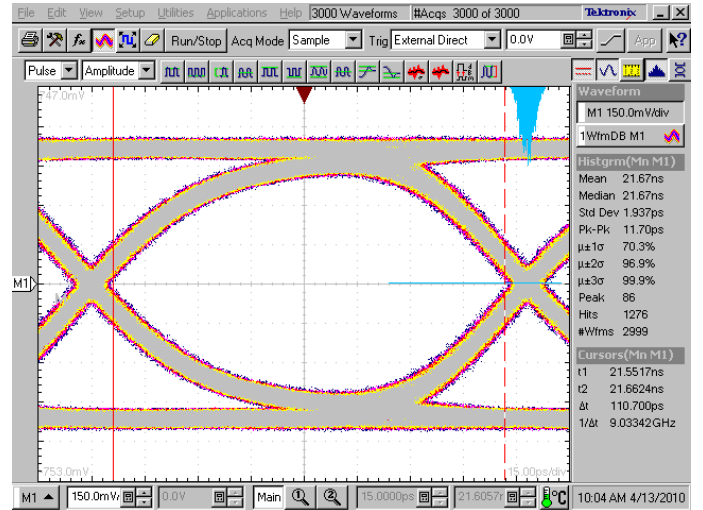 File Edit View Setup Utilities Applications Help 3000 Waveforms #Acqs 3000 of 3000 Tektronix
Run/Stop Acq Mode Sample Trig External Direct 0.0V App
Pulse Amplitude
747.0mV
Waveform
M1 150.0mV/div
1WfmDB M1
Histgrm(Mn M1)
Mean 21.67ns
Median 21.67ns
Std Dev 1.937ps
Pk-Pk 11.70ps
µ±1σ 70.3%
µ±2σ 96.9%
µ±3σ 99.9%
Peak 86
Hits 1276
#Wfms 2999
M1
Cursors(Mn M1)
t1 21.5517ns
t2 21.6624ns
Δt 110.700ps
1/Δt 9.03342GHz
-753.0mV 15.00ps/div
M1 150.0mV/ 0.0V Main 1 2 15.0000ps 21.6057r °C 10:04 AM 4/13/2010